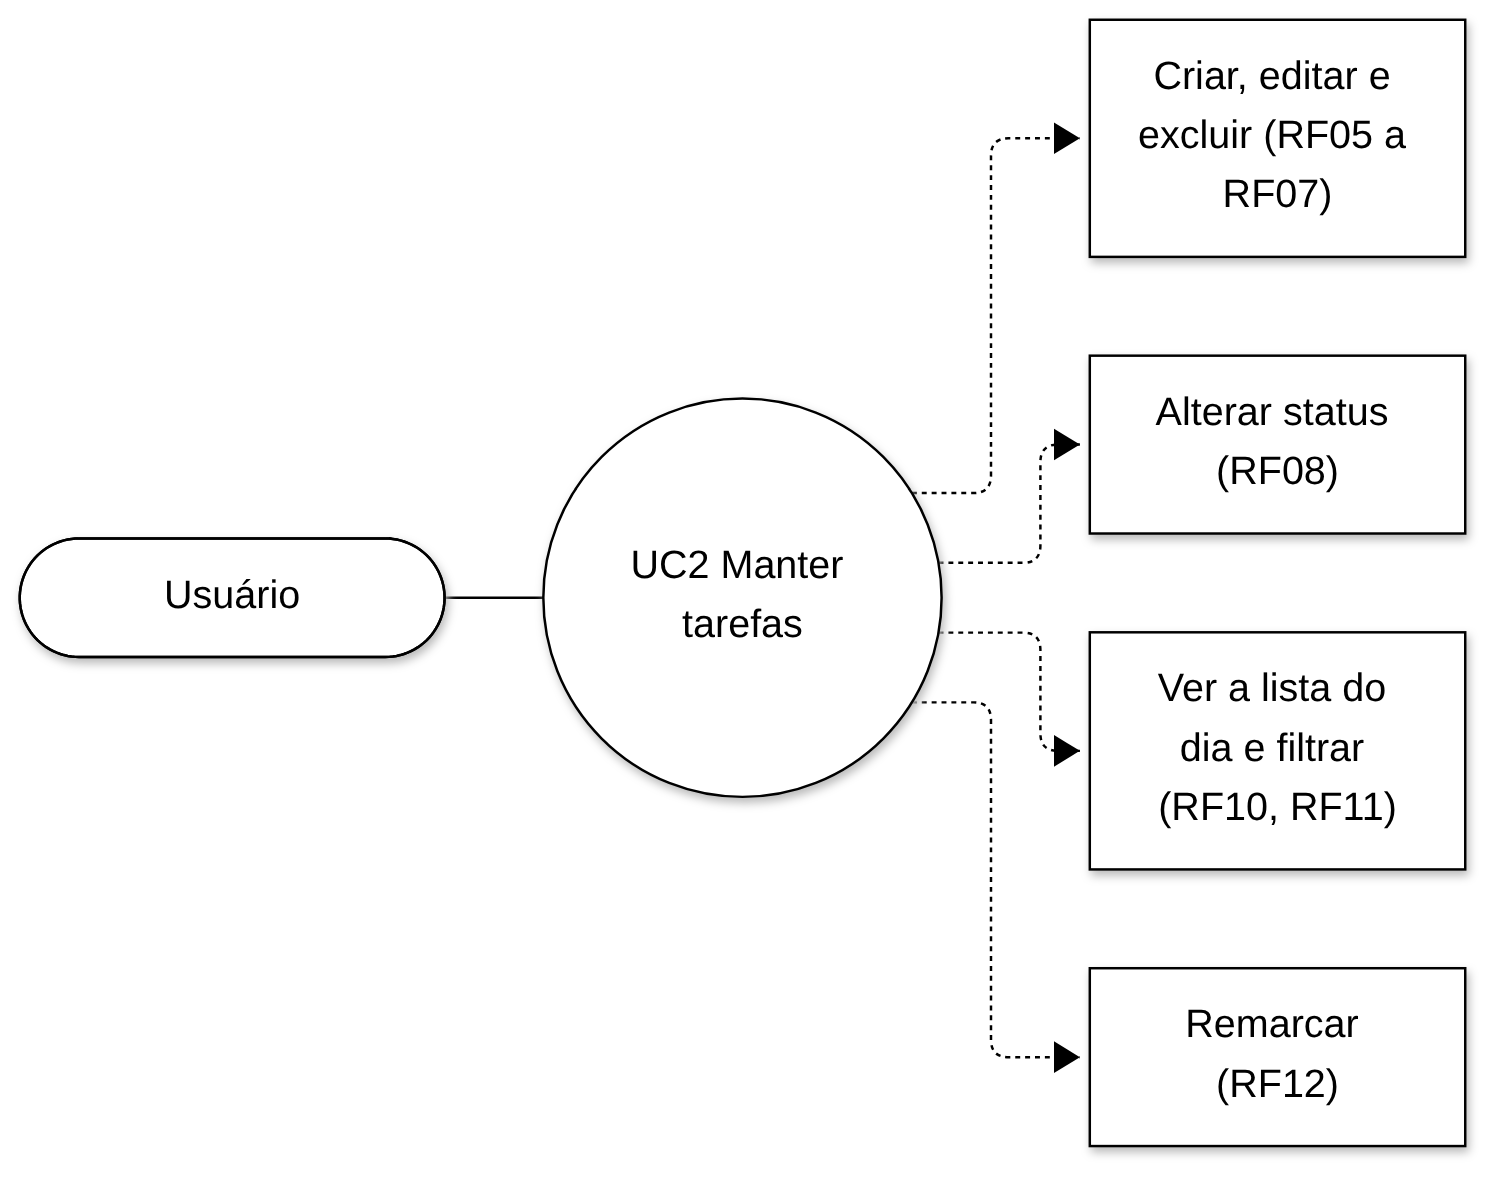 Criar, editar e
excluir (RF05 a
RF07)
Alterar status
(RF08)
UC2 Manter
tarefas
Usuário
Ver a lista do
dia e filtrar
(RF10, RF11)
Remarcar
(RF12)